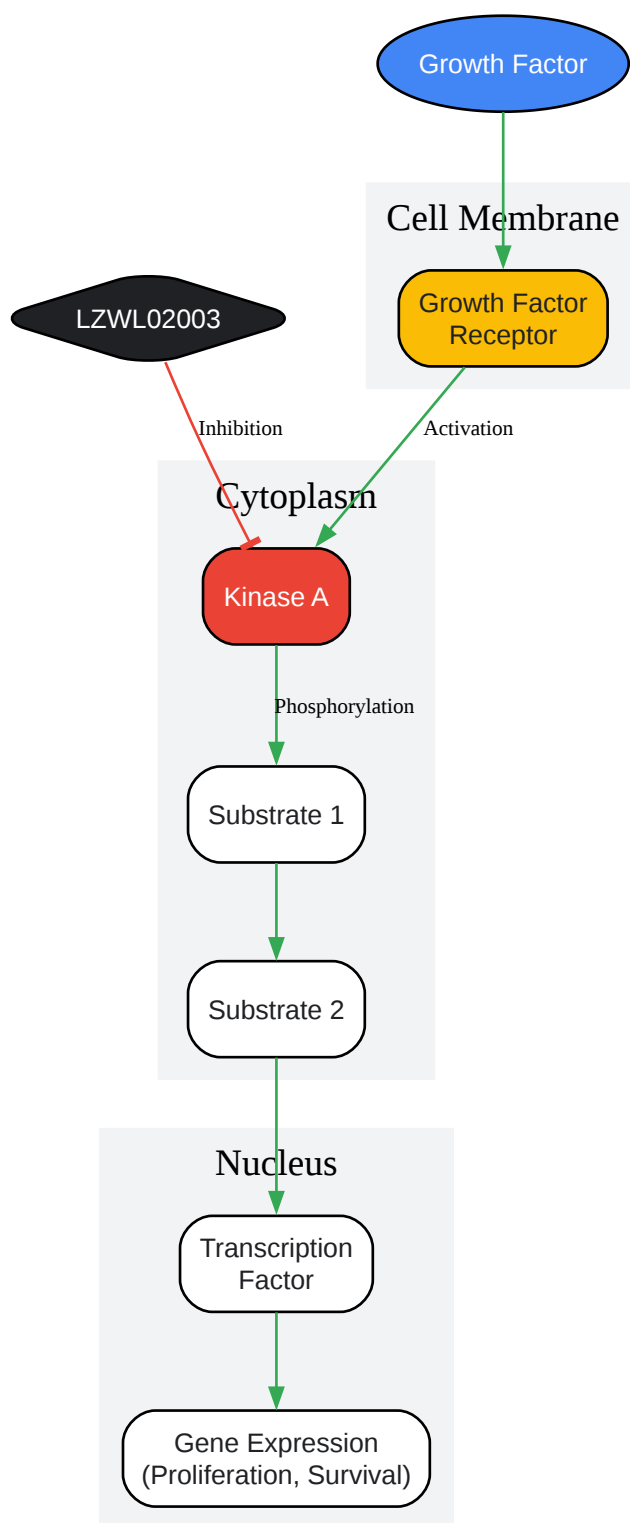 Growth Factor
Cell Membrane
Growth Factor
Receptor
LZWL02003
Inhibition
Activation
Cytoplasm
Kinase A
Phosphorylation
Substrate 1
Substrate 2
Nucleus
Transcription
Factor
Gene Expression
(Proliferation, Survival)